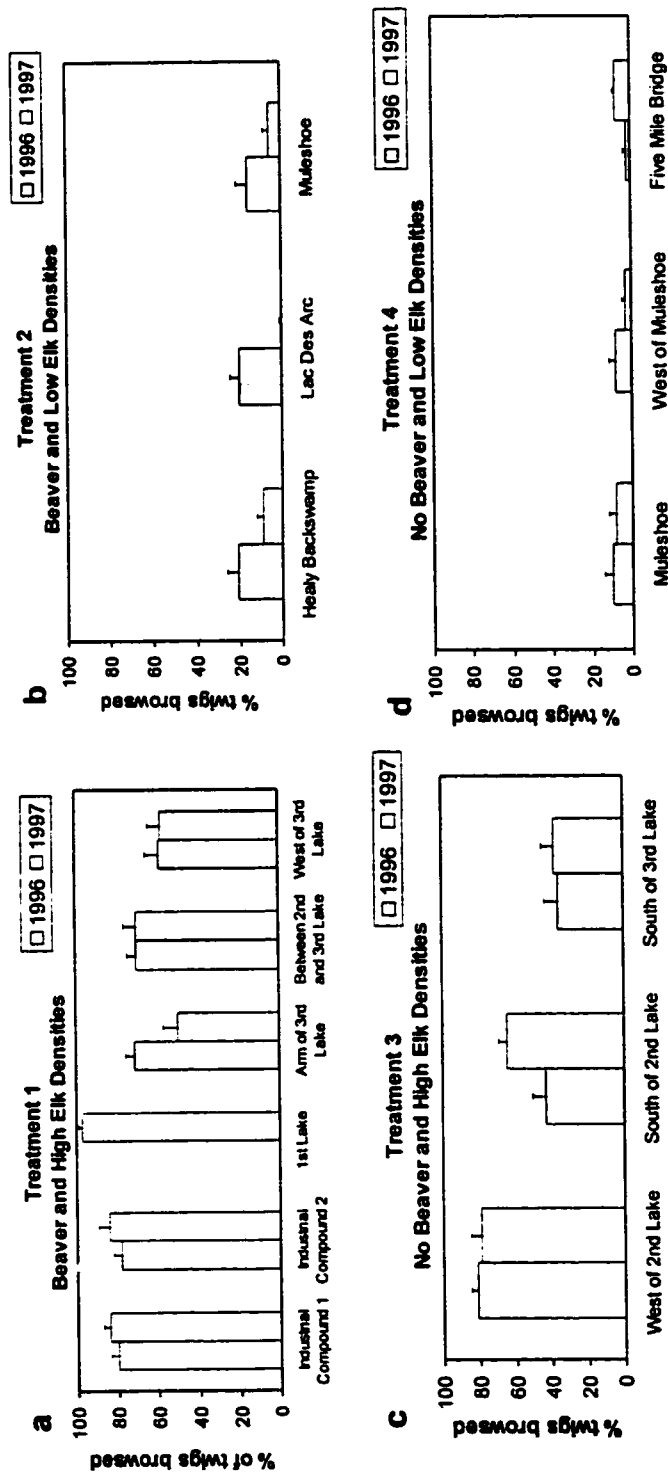 a
Treatment 1
Beaver and High Elk Densities
□ 1996 □ 1997
% of twigs browsed
100
80
60
40
20
0
Industrial Compound 1
Industrial Compound 2
1st Lake
Arm of 3rd Lake
Between 2nd and 3rd Lake
West of 3rd Lake
b
Treatment 2
Beaver and Low Elk Densities
□ 1996 □ 1997
% twigs browsed
100
80
60
40
20
0
Healy Backswamp
Lac Des Arc
Muleshoe
c
Treatment 3
No Beaver and High Elk Densities
□ 1996 □ 1997
% twigs browsed
100
80
60
40
20
0
West of 2nd Lake
South of 2nd Lake
South of 3rd Lake
d
Treatment 4
No Beaver and Low Elk Densities
□ 1996 □ 1997
% twigs browsed
100
80
60
40
20
0
Muleshoe
West of Muleshoe
Five Mile Bridge